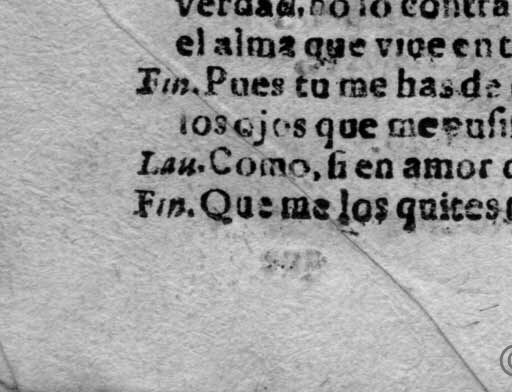 verdad, no lo contra
el alma que viue en t
Fin. Pues tu me has de
los ojos que me pusi
Lau. Como, si en amor
Fin. Que me los quites